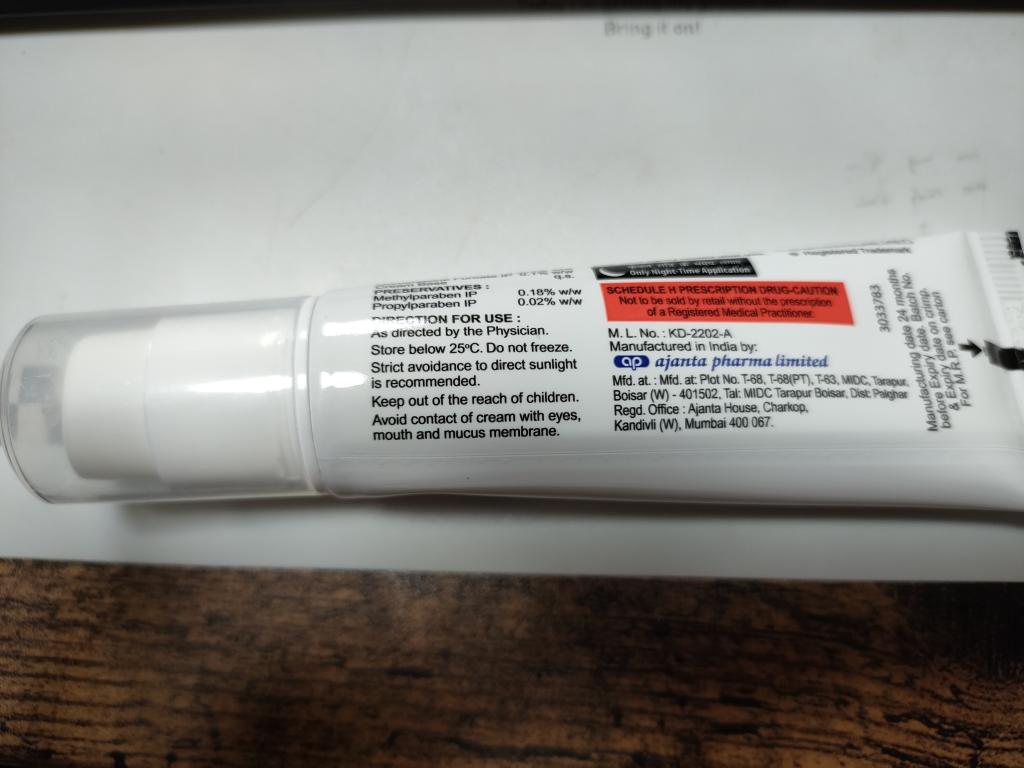 Bring it on!
0.1% w/w
Cream Base q.s.
PRESERVATIVES :
Methylparaben IP 0.18% w/w
Propylparaben IP 0.02% w/w
DIRECTION FOR USE :
As directed by the Physician.
Store below 25ºC. Do not freeze.
Strict avoidance to direct sunlight
is recommended.
Keep out of the reach of children.
Avoid contact of cream with eyes,
mouth and mucus membrane.
® Registered Trademark
Only Night-Time Application
SCHEDULE H PRESCRIPTION DRUG-CAUTION
Not to be sold by retail without the prescription
of a Registered Medical Practitioner.
M. L. No. : KD-2202-A
Manufactured in India by:
ap ajanta pharma limited
Mfd. at. : Mfd. at: Plot No. T-68, T-68(PT), T-63, MIDC, Tarapur,
Boisar (W) - 401502, Tal: MIDC Tarapur Boisar, Dist: Palghar
Regd. Office : Ajanta House, Charkop,
Kandivli (W), Mumbai 400 067.
3033783
Manufacturing date 24 months
before Expiry date. Batch No.
& Expiry date on crimp.
For M.R.P. see carton